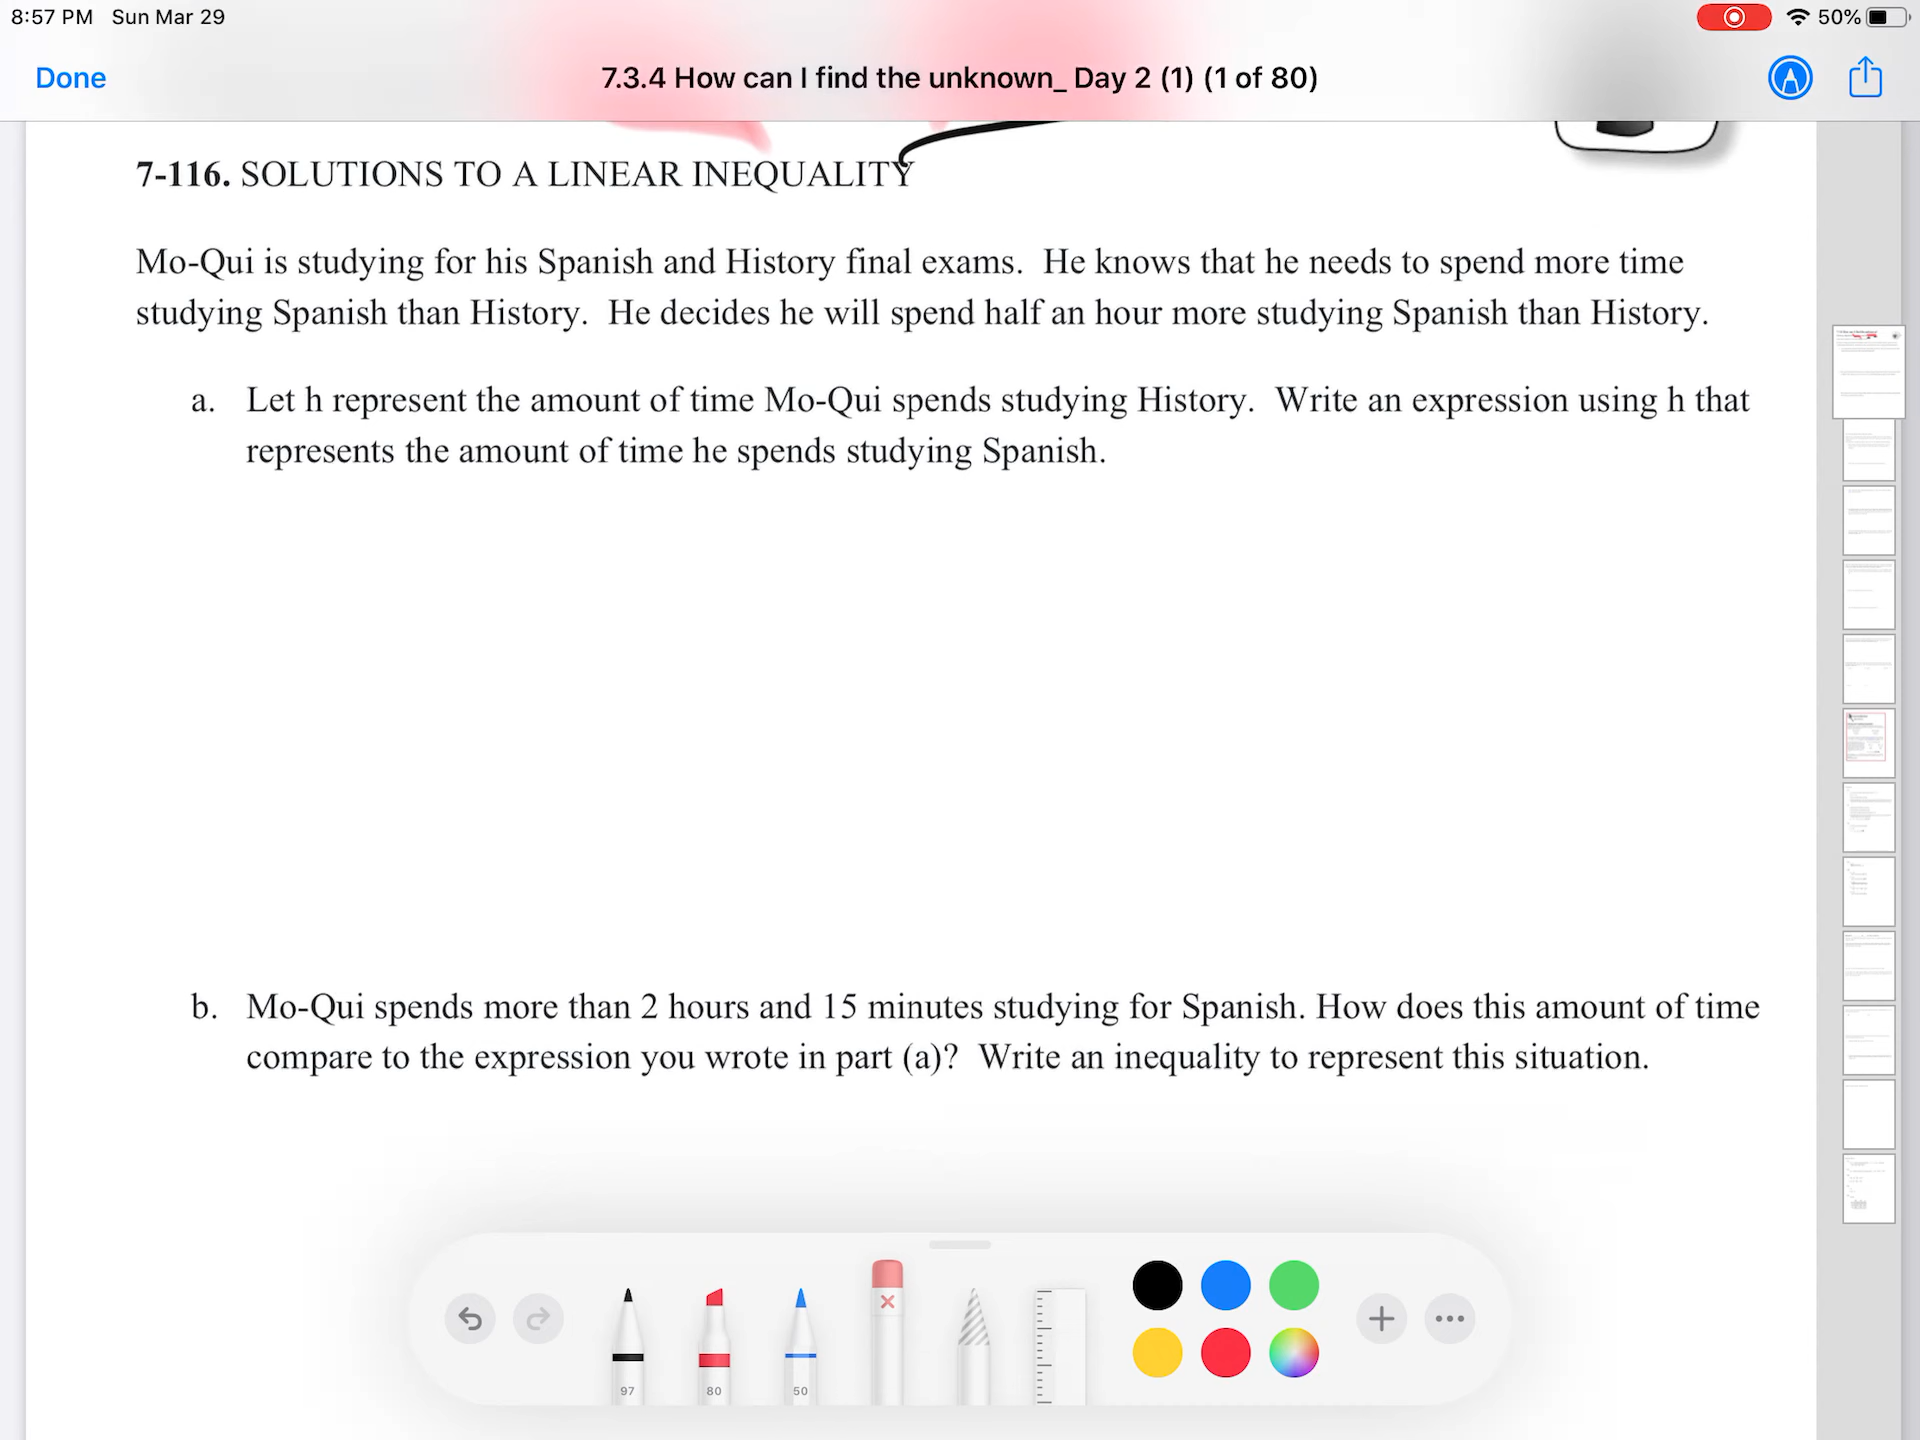 8:57 PM Sun Mar 29
50%
Done
7.3.4 How can I find the unknown_ Day 2 (1) (1 of 80)
7-116. SOLUTIONS TO A LINEAR INEQUALITY
Mo-Qui is studying for his Spanish and History final exams. He knows that he needs to spend more time
studying Spanish than History. He decides he will spend half an hour more studying Spanish than History.
a. Let h represent the amount of time Mo-Qui spends studying History. Write an expression using h that
represents the amount of time he spends studying Spanish.
b. Mo-Qui spends more than 2 hours and 15 minutes studying for Spanish. How does this amount of time
compare to the expression you wrote in part (a)? Write an inequality to represent this situation.
97 80 50